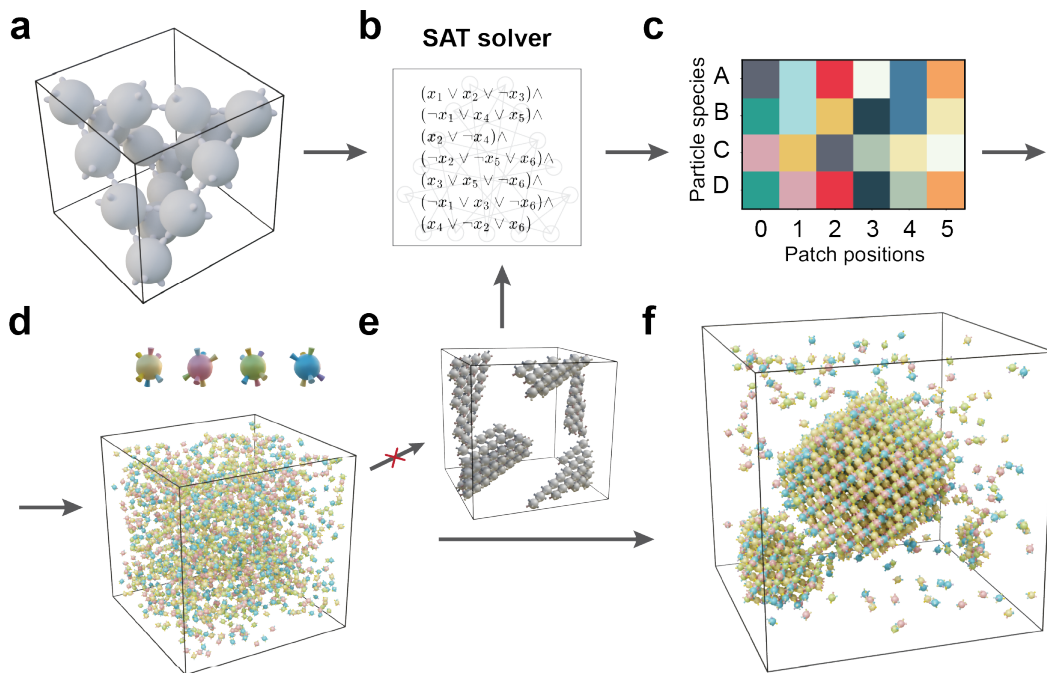 a
b
SAT solver
(x₁ ∨ x₂ ∨ ¬x₃)∧
(¬x₁ ∨ x₄ ∨ x₅)∧
(x₂ ∨ ¬x₄)∧
(¬x₂ ∨ ¬x₅ ∨ x₆)∧
(x₃ ∨ x₅ ∨ ¬x₆)∧
(¬x₁ ∨ x₃ ∨ ¬x₆)∧
(x₄ ∨ ¬x₂ ∨ x₆)
c
Particle species
A
B
C
D
0 1 2 3 4 5
Patch positions
d
e
f